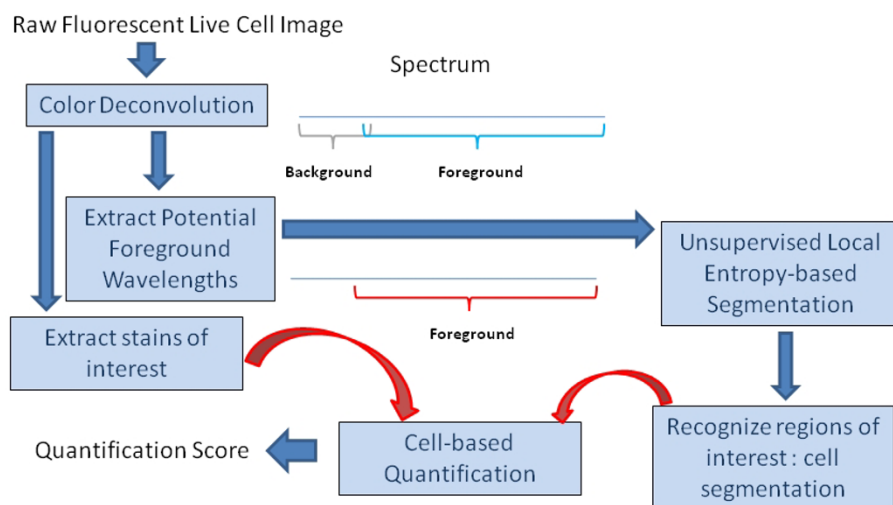 Raw Fluorescent Live Cell Image
Spectrum
Color Deconvolution
Background
Foreground
Extract Potential
Foreground
Wavelengths
Unsupervised Local
Entropy-based
Segmentation
Foreground
Extract stains of
interest
Quantification Score
Cell-based
Quantification
Recognize regions of
interest : cell
segmentation